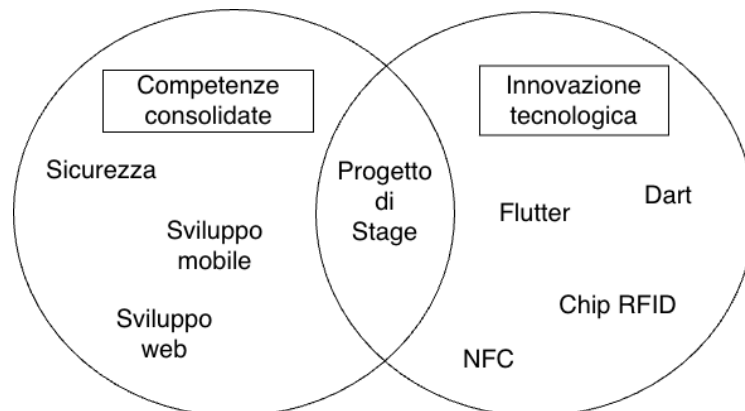 Competenze
consolidate
Sicurezza
Sviluppo
mobile
Sviluppo
web
Progetto
di
Stage
Innovazione
tecnologica
Flutter
Dart
Chip RFID
NFC